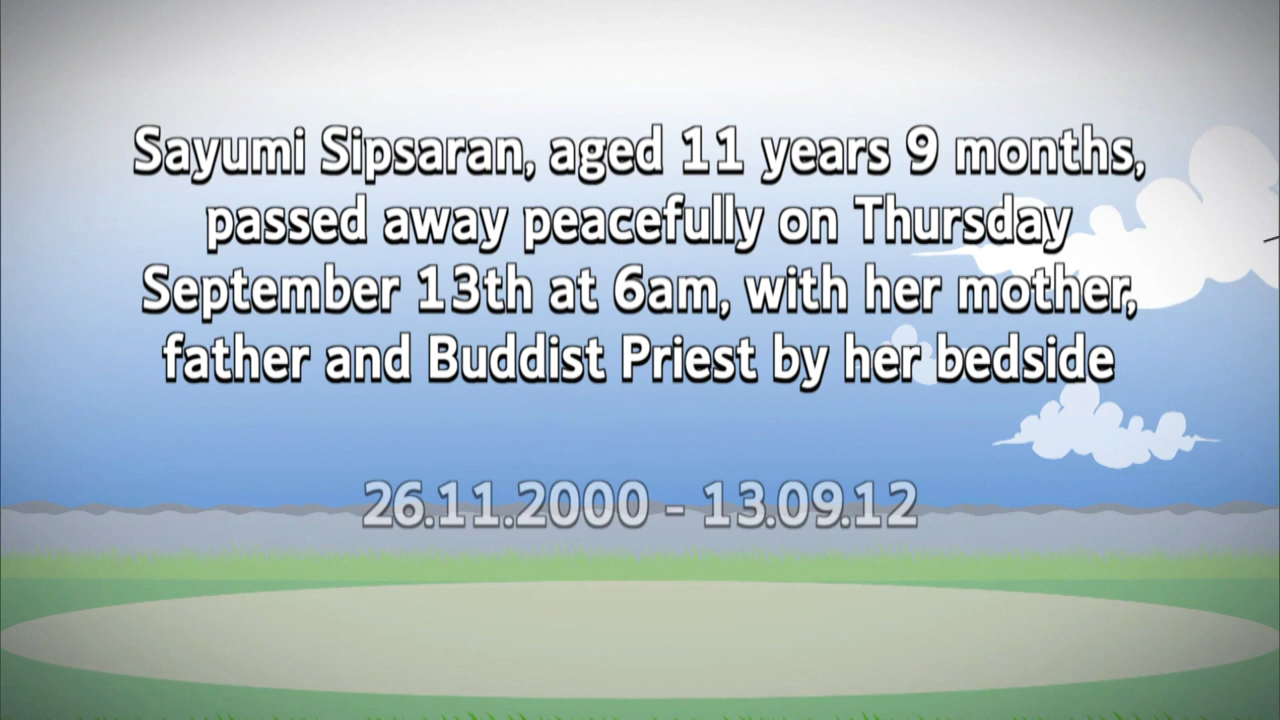 Sayumi Sipsaran, aged 11 years 9 months,
passed away peacefully on Thursday
September 13th at 6am, with her mother,
father and Buddist Priest by her bedside
26.11.2000 - 13.09.12